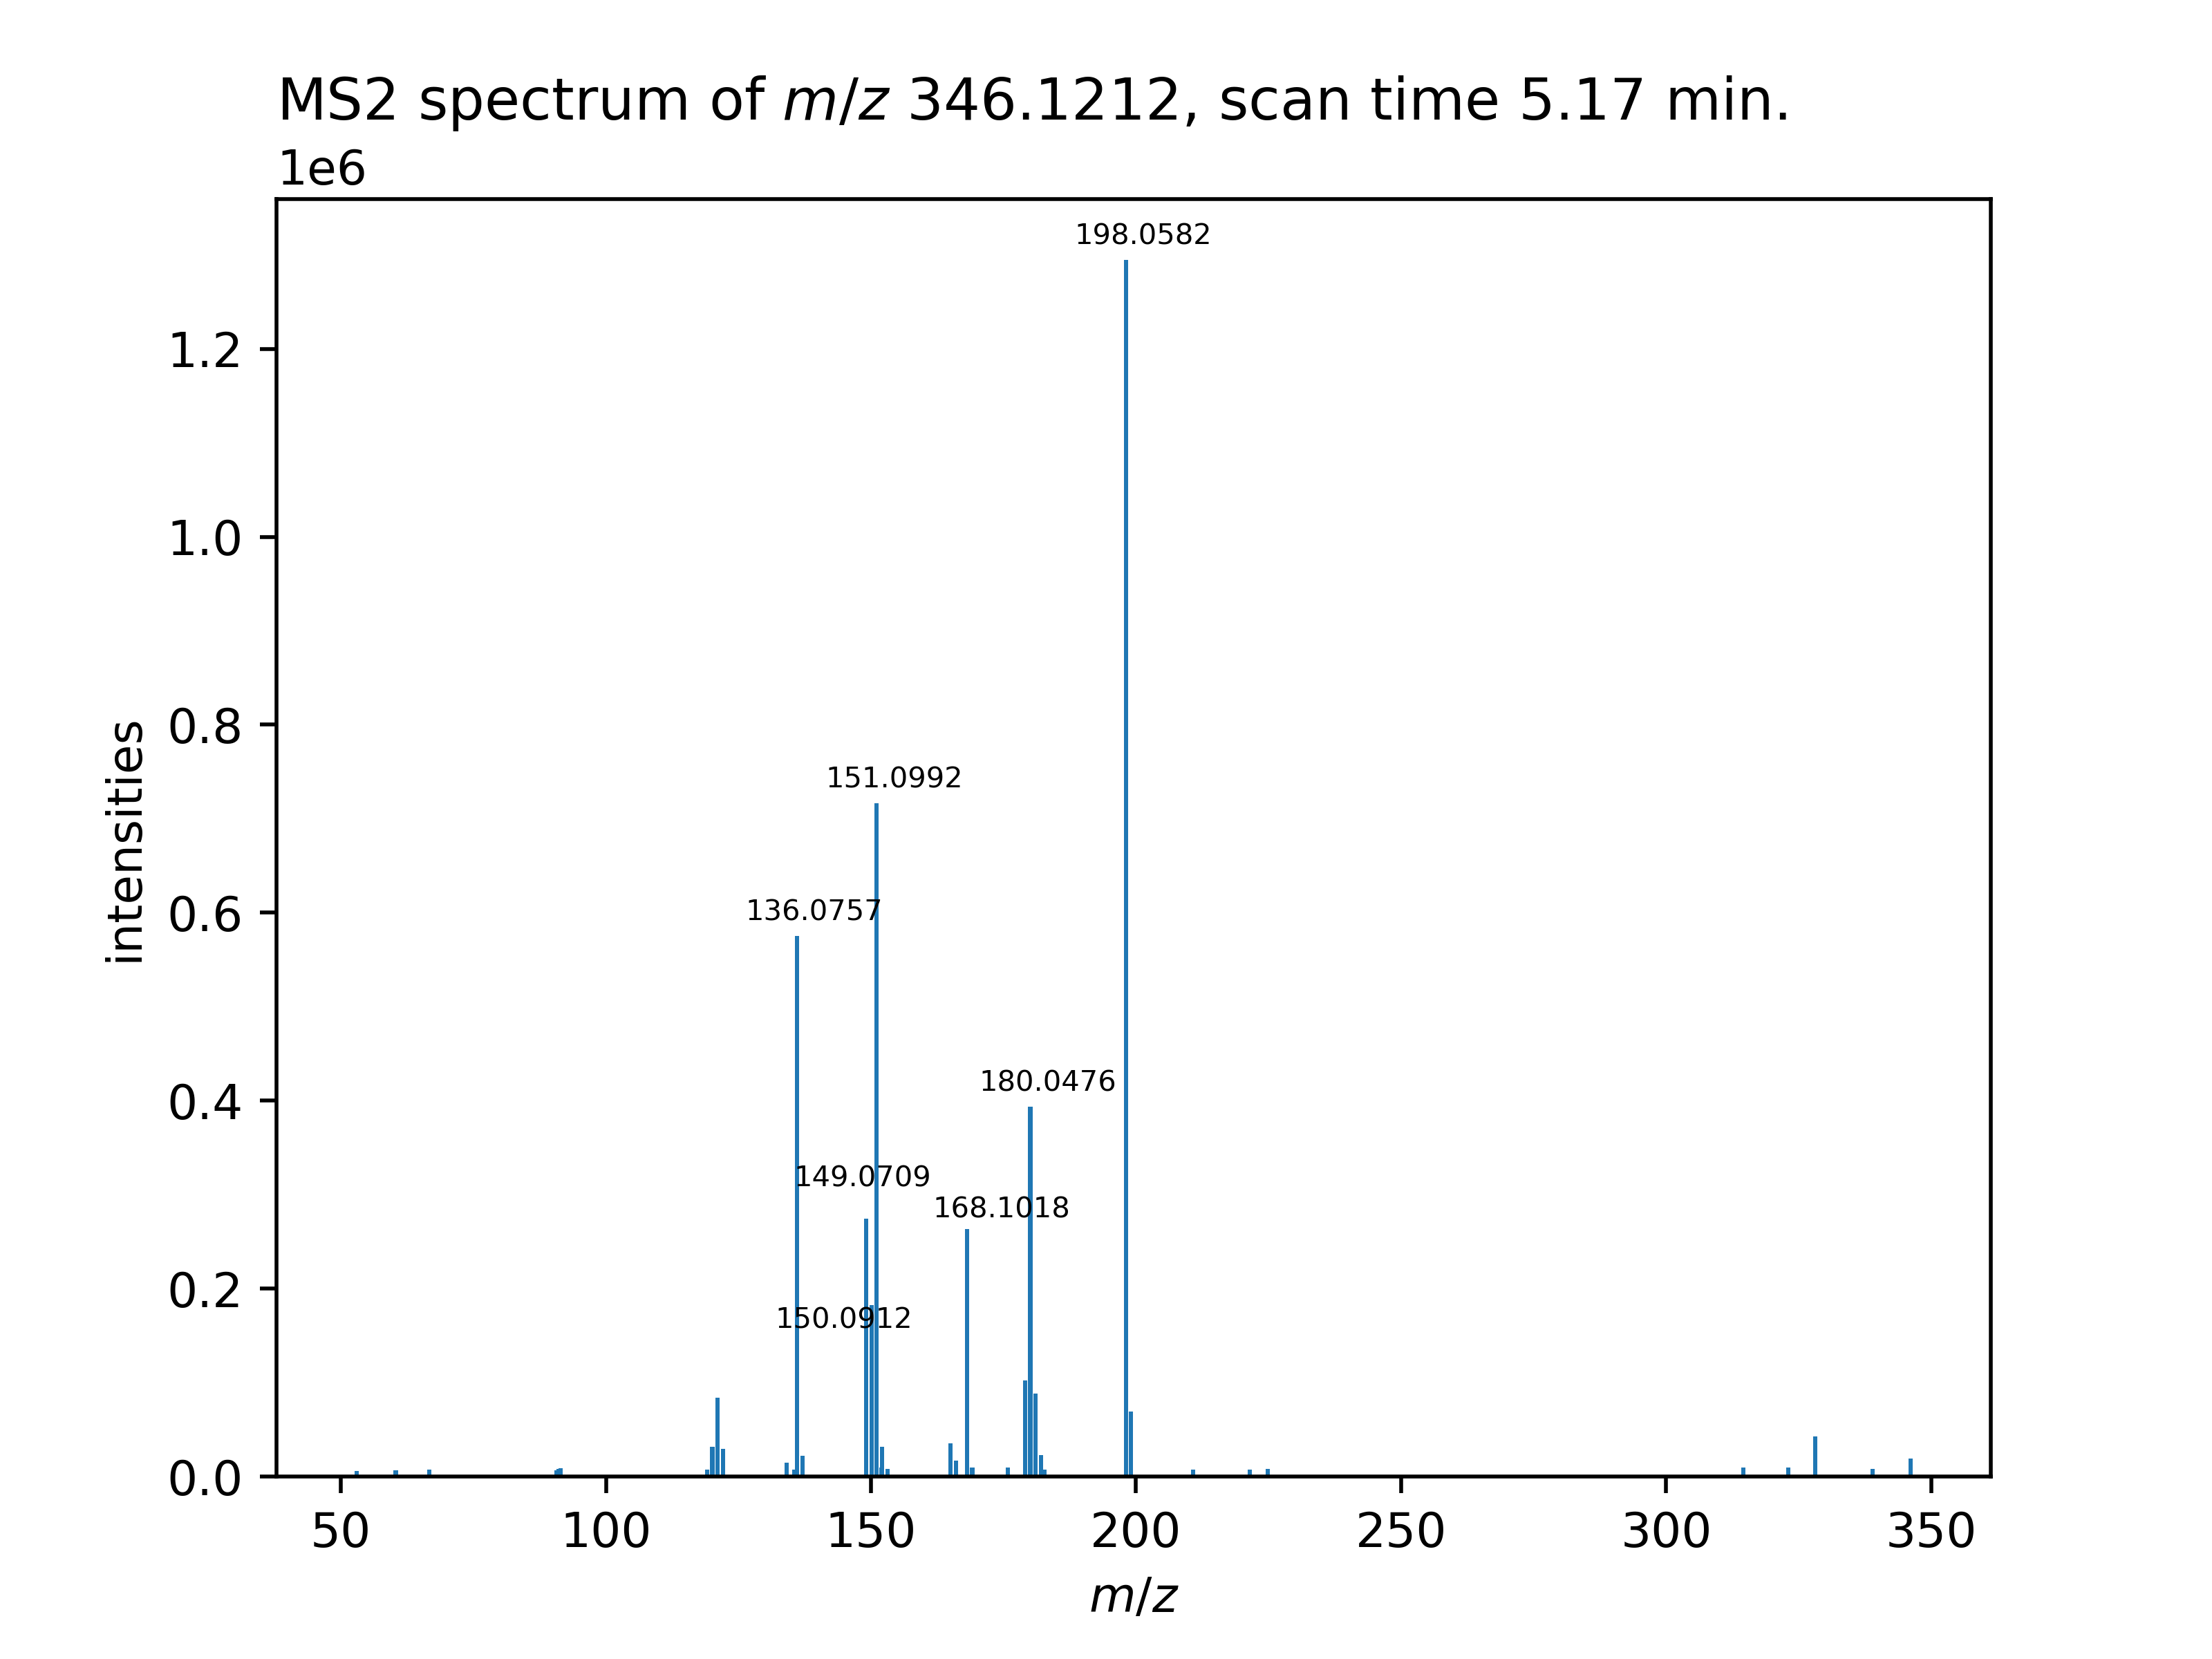 MS2 spectrum of m/z 346.1212, scan time 5.17 min.
1e6
198.0582
1.2
1.0
0.8
151.0992
136.0757
0.6
180.0476
0.4
149.0709
168.1018
0.2
150.0912
0.0
50 100 150 200 250 300 350
m/z
intensities